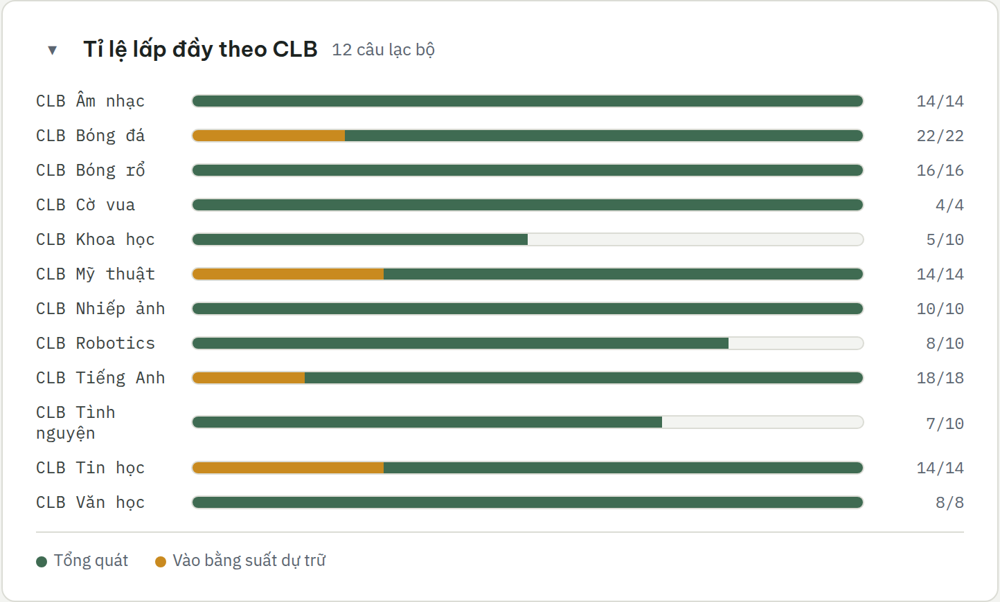 ▼ Tỉ lệ lấp đầy theo CLB 12 câu lạc bộ
CLB Âm nhạc 14/14
CLB Bóng đá 22/22
CLB Bóng rổ 16/16
CLB Cờ vua 4/4
CLB Khoa học 5/10
CLB Mỹ thuật 14/14
CLB Nhiếp ảnh 10/10
CLB Robotics 8/10
CLB Tiếng Anh 18/18
CLB Tình
nguyện 7/10
CLB Tin học 14/14
CLB Văn học 8/8
Tổng quát Vào bằng suất dự trữ